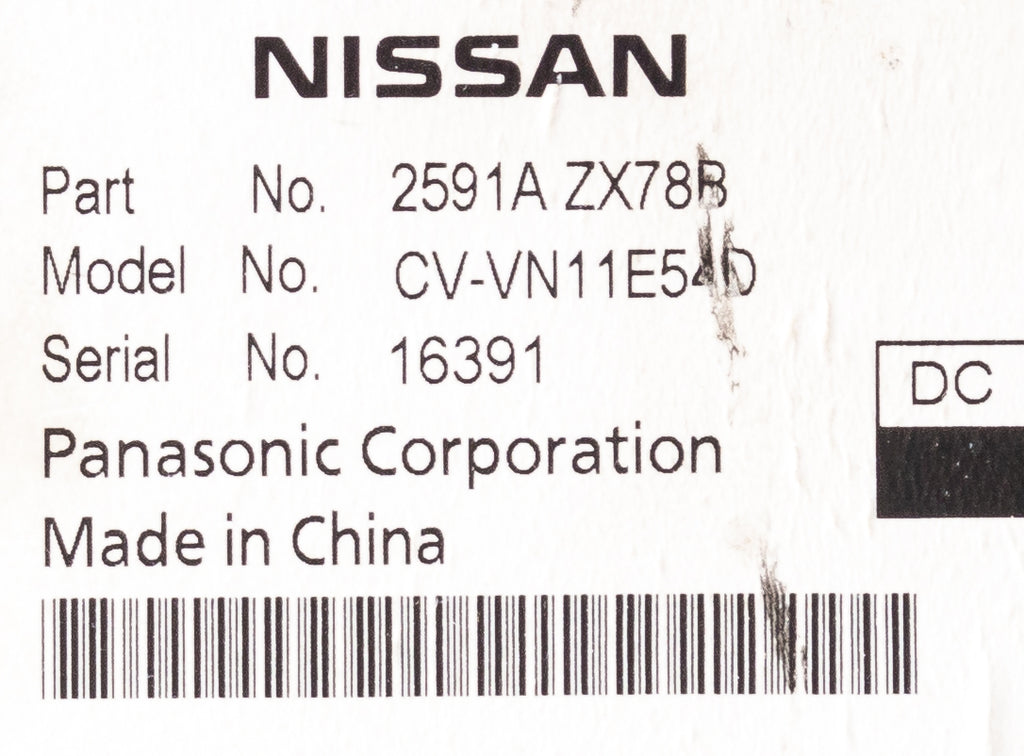 NISSAN
Part No. 2591A ZX78B
Model No. CV-VN11E54D
Serial No. 16391
DC
Panasonic Corporation
Made in China